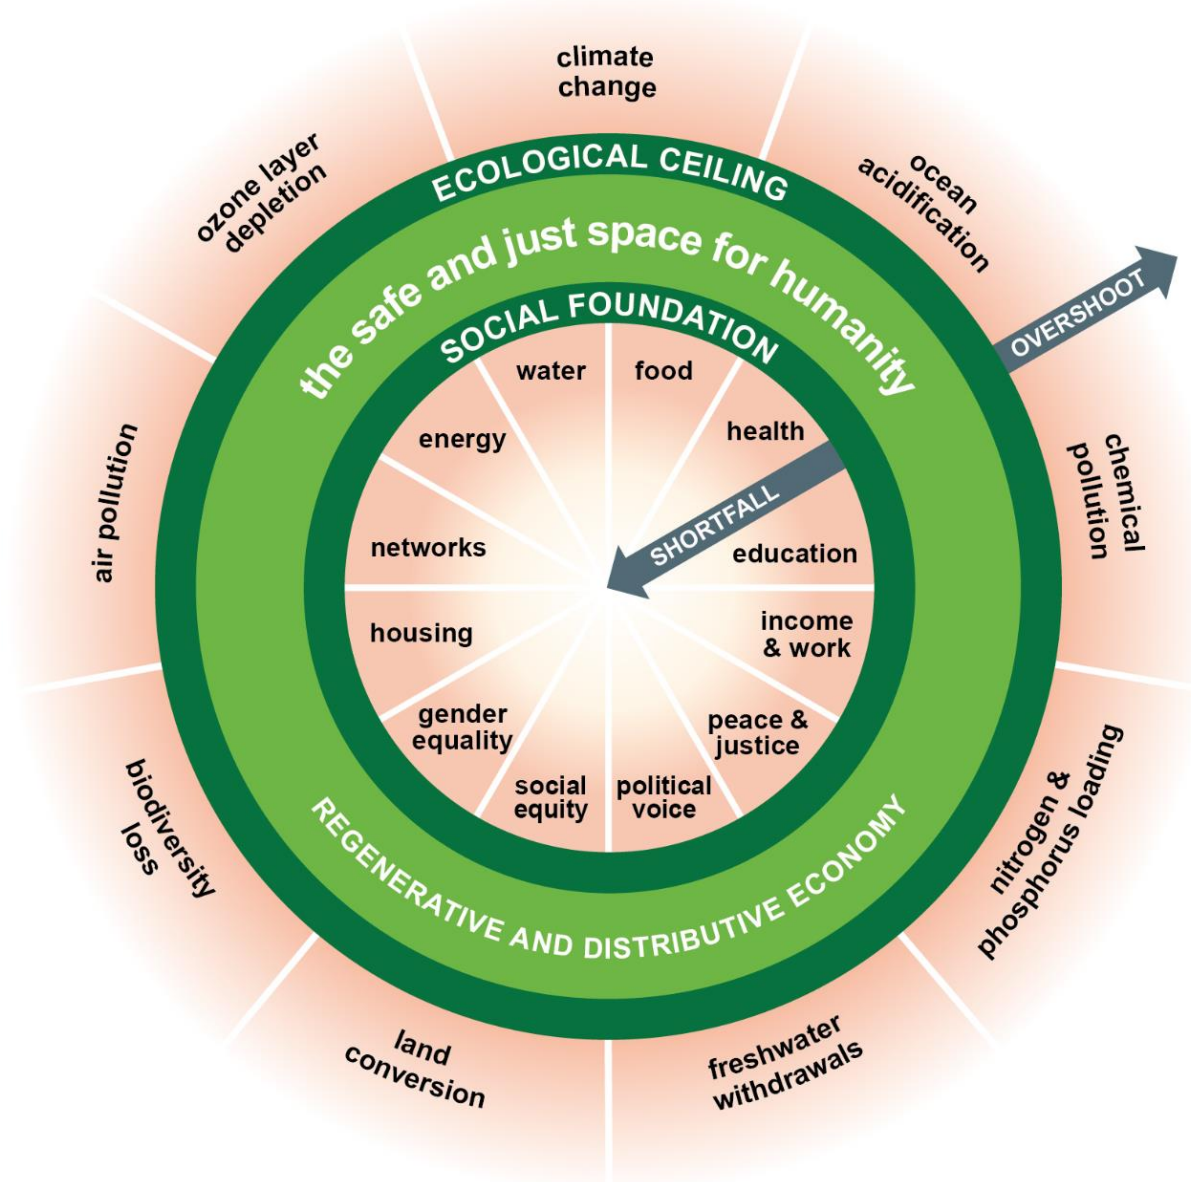 climate
change
ocean
acidification
OVERSHOOT
chemical
pollution
nitrogen &
phosphorus loading
freshwater
withdrawals
land
conversion
biodiversity
loss
air pollution
ozone layer
depletion
ECOLOGICAL CEILING
the safe and just space for humanity
SOCIAL FOUNDATION
water
food
health
SHORTFALL
education
income
& work
peace &
justice
political
voice
social
equity
gender
equality
housing
networks
energy
REGENERATIVE AND DISTRIBUTIVE ECONOMY